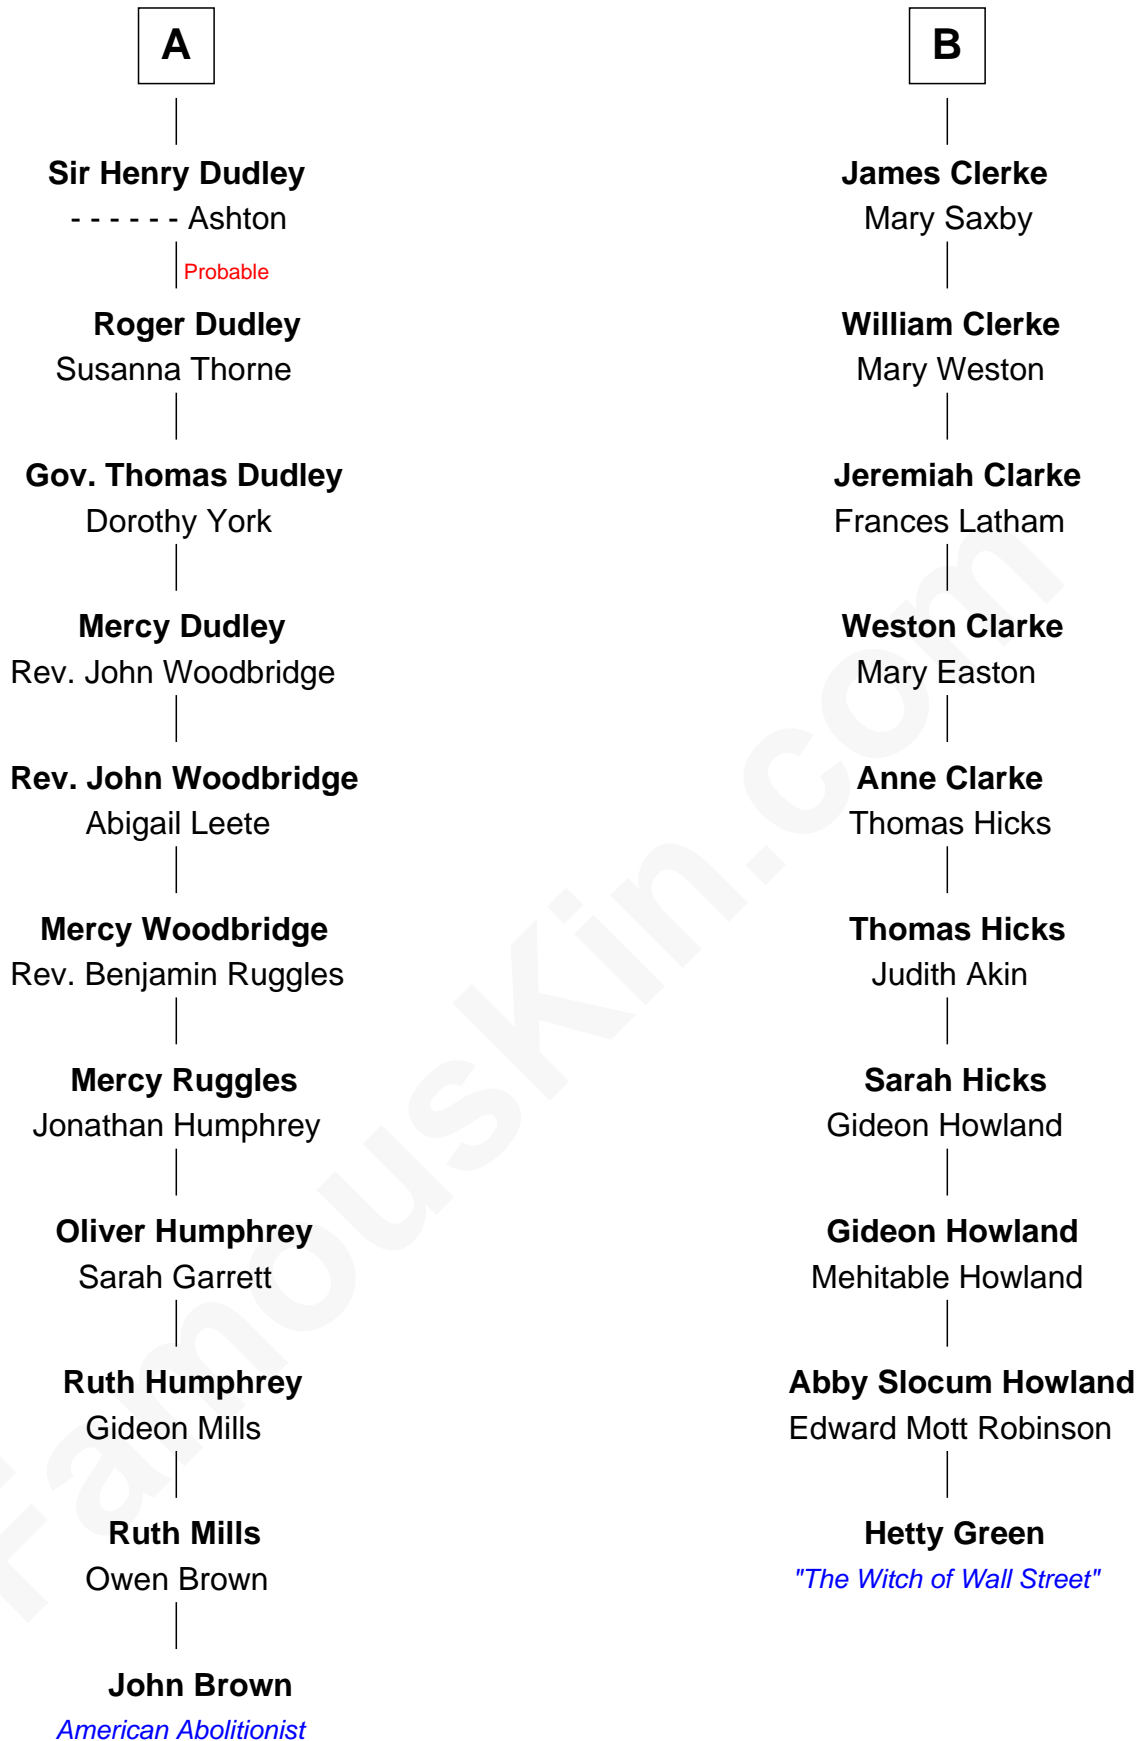 A
Sir Henry Dudley
- - - - - - Ashton
Probable
Roger Dudley
Susanna Thorne
Gov. Thomas Dudley
Dorothy York
Mercy Dudley
Rev. John Woodbridge
Rev. John Woodbridge
Abigail Leete
Mercy Woodbridge
Rev. Benjamin Ruggles
Mercy Ruggles
Jonathan Humphrey
Oliver Humphrey
Sarah Garrett
Ruth Humphrey
Gideon Mills
Ruth Mills
Owen Brown
John Brown
American Abolitionist
B
James Clerke
Mary Saxby
William Clerke
Mary Weston
Jeremiah Clarke
Frances Latham
Weston Clarke
Mary Easton
Anne Clarke
Thomas Hicks
Thomas Hicks
Judith Akin
Sarah Hicks
Gideon Howland
Gideon Howland
Mehitable Howland
Abby Slocum Howland
Edward Mott Robinson
Hetty Green
"The Witch of Wall Street"
FamousKin.com